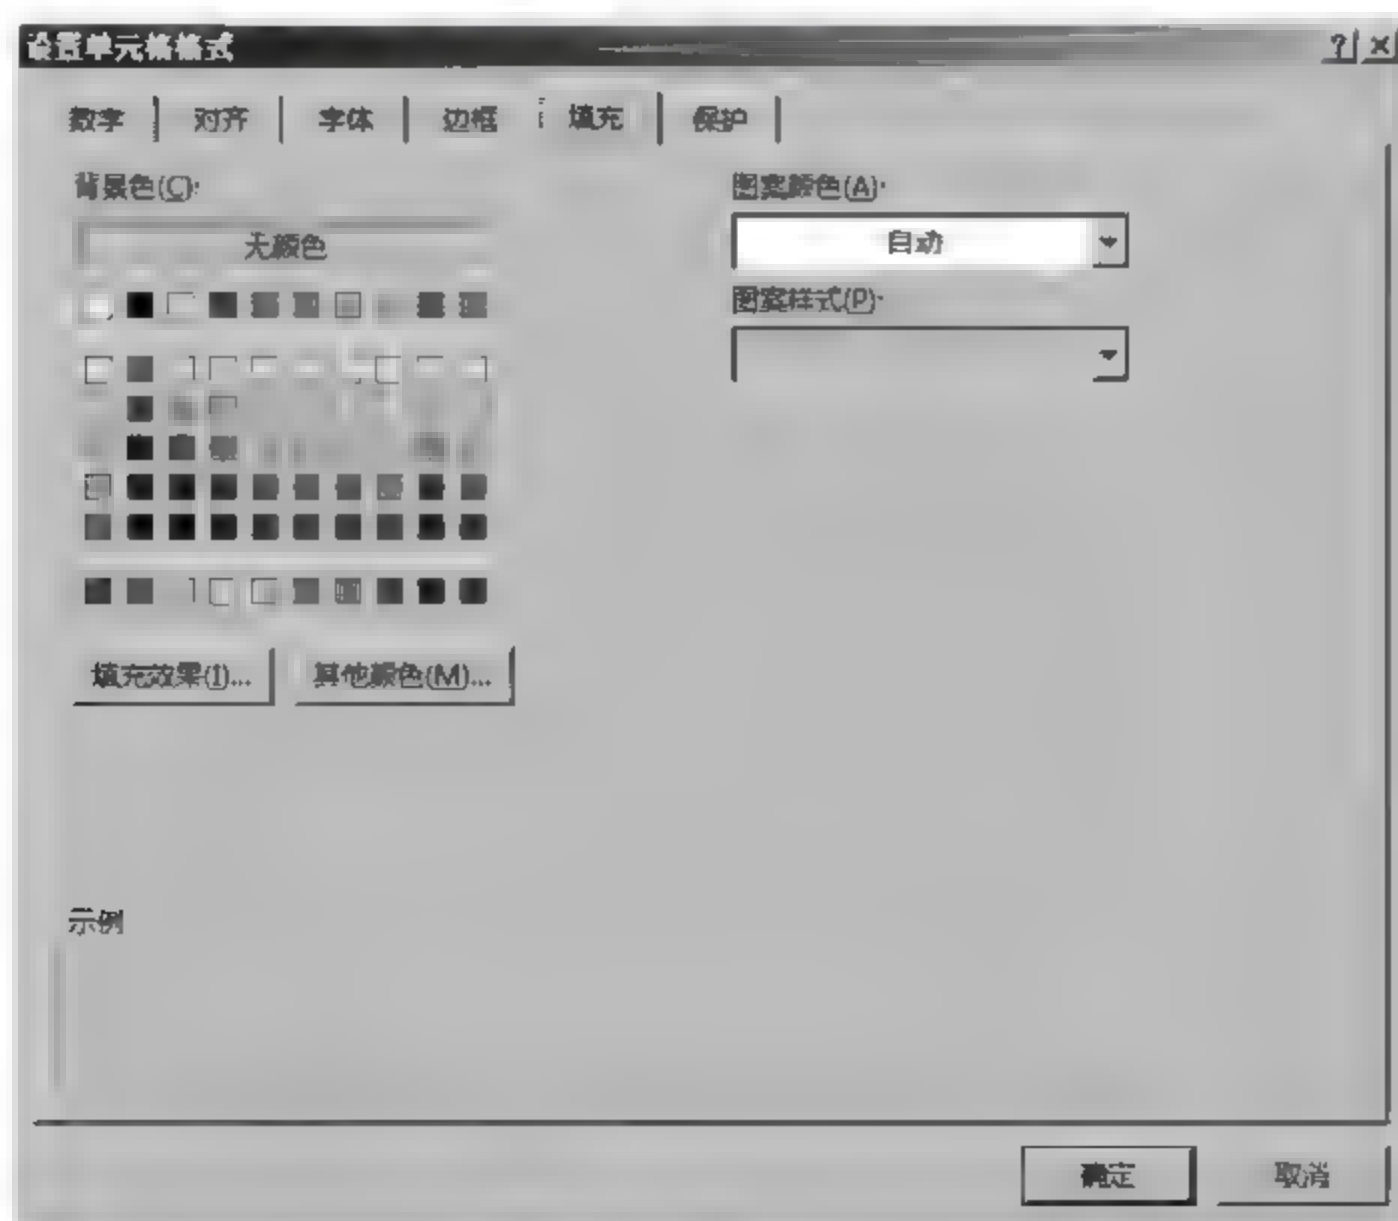 设置单元格格式
数字 对齐 字体 边框 填充 保护
背景色(C):
无颜色
图案颜色(A):
自动
图案样式(P):
填充效果(I)...
其他颜色(M)...
示例
确定
取消